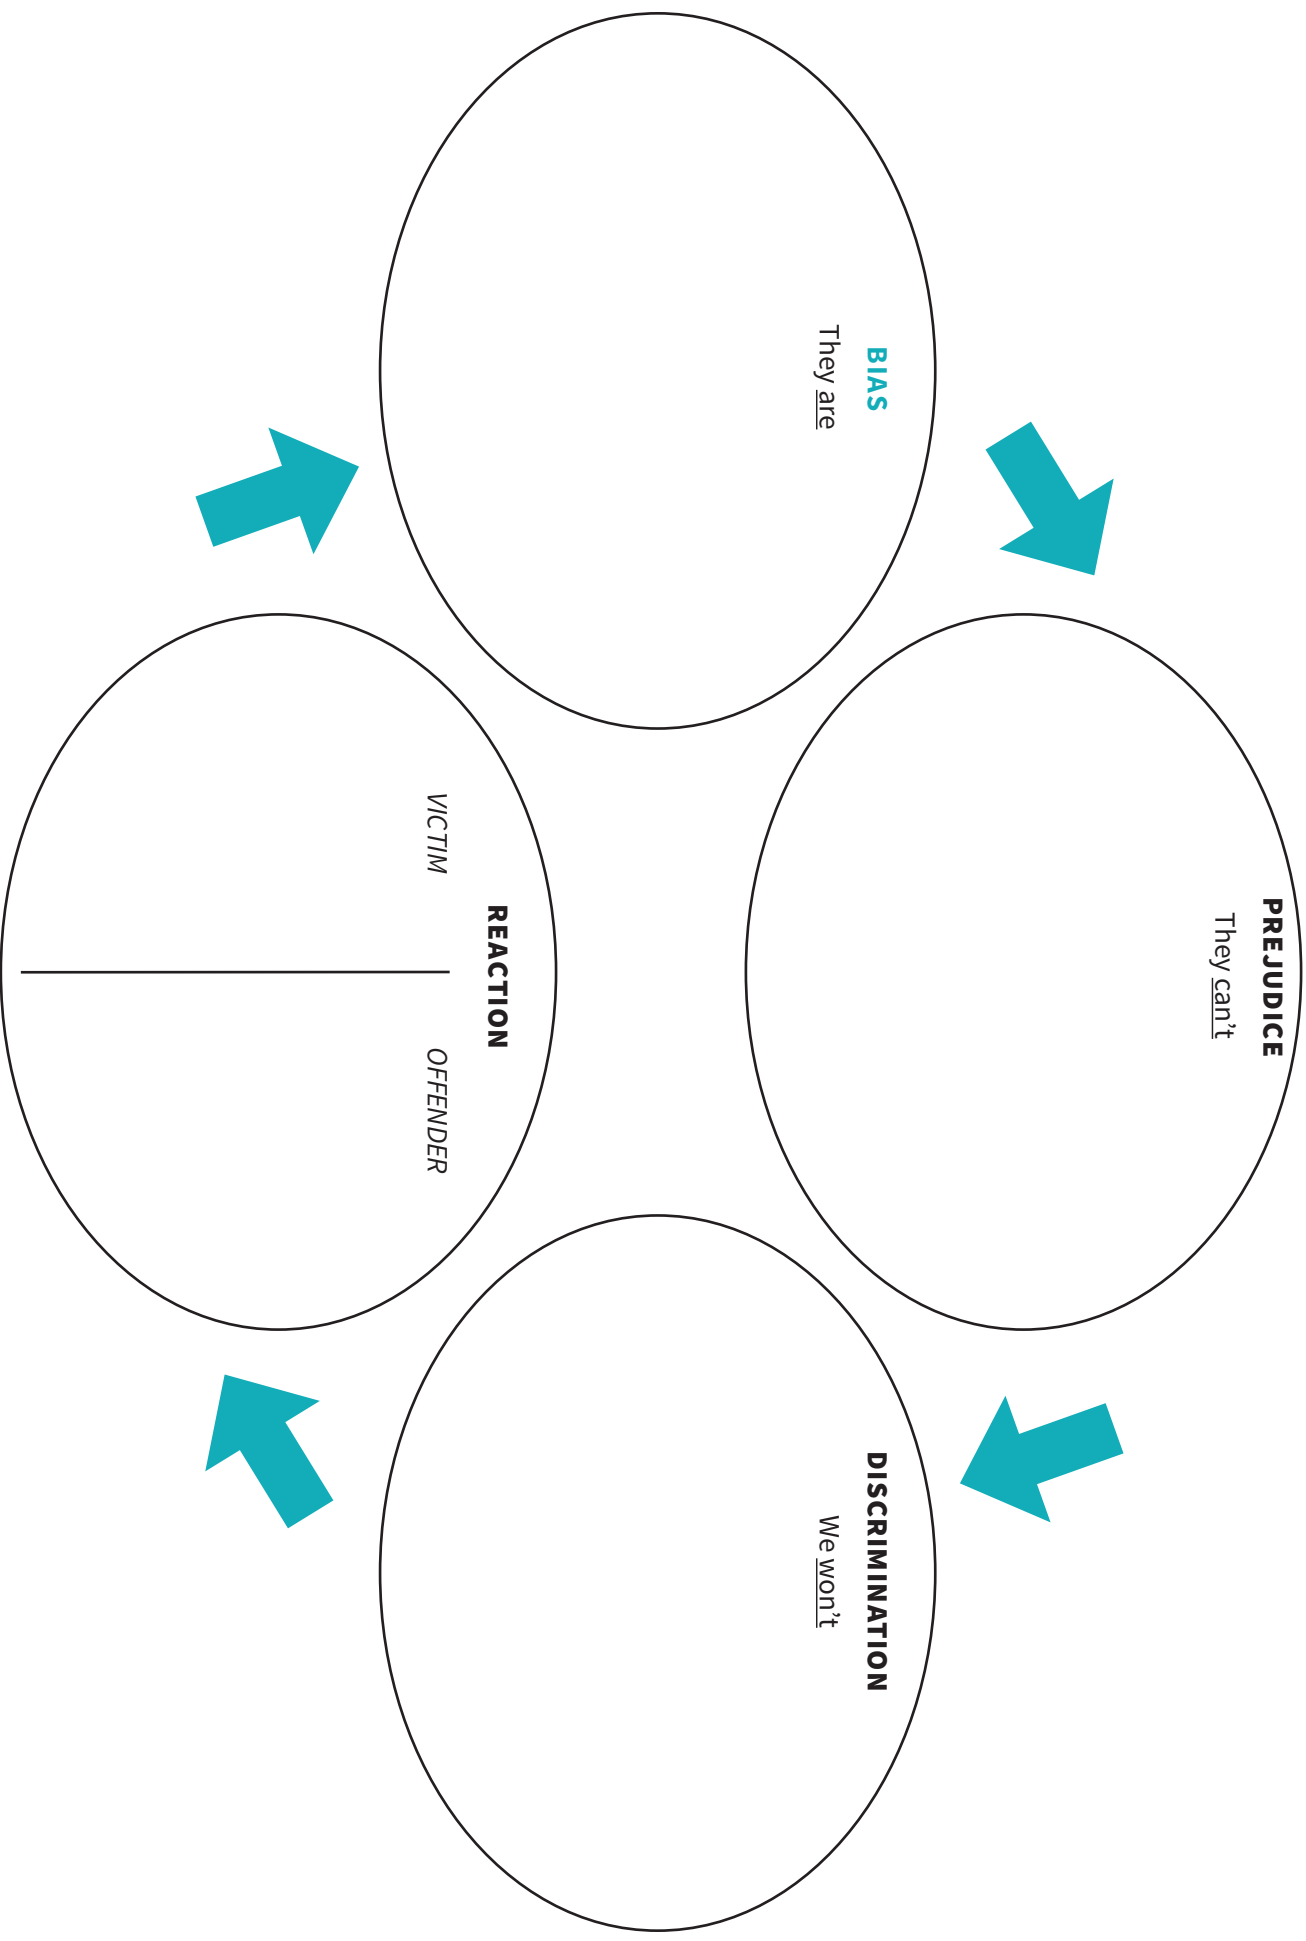 PREJUDICE
They can't
BIAS
They are
DISCRIMINATION
We won't
REACTION
VICTIM
OFFENDER